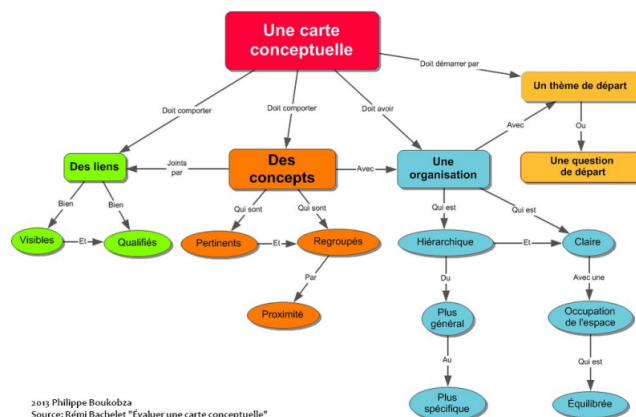 Une carte
conceptuelle
Doit démarrer par
Un thème de départ
Doit comporter
Doit comporter
Doit avoir
Avec
Ou
Des liens
Joints
par
Des
concepts
Avec
Une
organisation
Une question
de départ
Bien
Bien
Qui sont
Qui sont
Qui est
Qui est
Visibles
Et
Qualifiés
Pertinents
Et
Regroupés
Hiérarchique
Et
Claire
Par
Du
Avec une
Proximité
Plus
général
Occupation
de l'espace
Au
Qui est
Plus
spécifique
Équilibrée
2013 Philippe Boukobza
Source: Rémi Bachelet "Évaluer une carte conceptuelle"